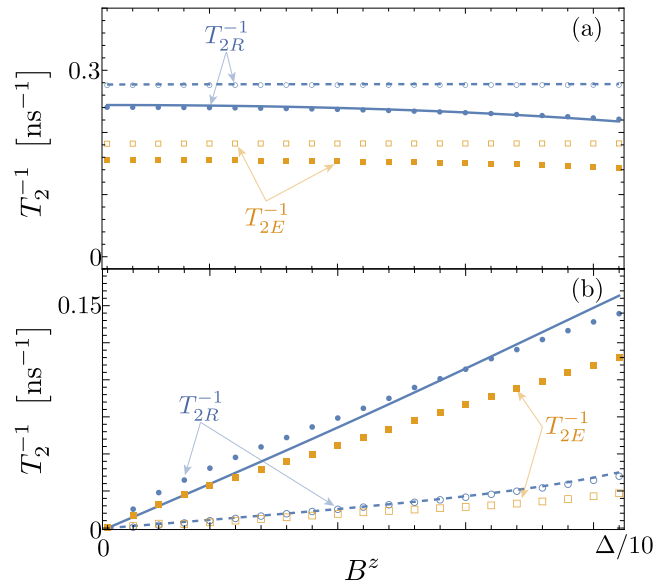 (a)
T_{2R}^{-1}
0.3
T_2^{-1} [ns^{-1}]
T_{2E}^{-1}
0
(b)
0.15
T_2^{-1} [ns^{-1}]
T_{2R}^{-1}
T_{2E}^{-1}
0
0
Δ/10
B^z